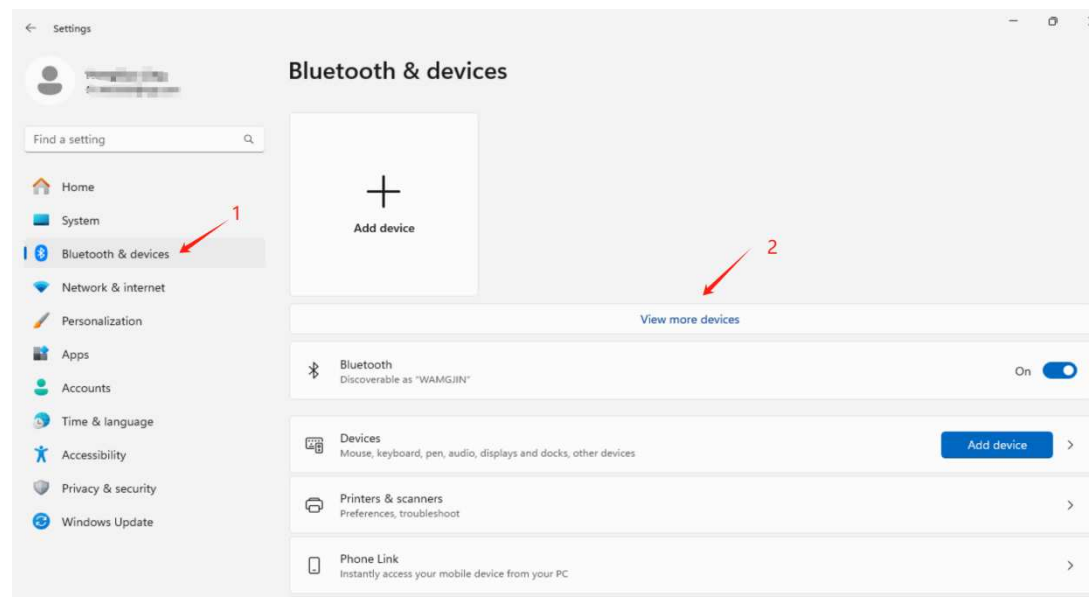 Settings
Bluetooth & devices
Find a setting
Home
System
1
Bluetooth & devices
Network & internet
Personalization
Apps
Accounts
Time & language
Accessibility
Privacy & security
Windows Update
Add device
2
View more devices
Bluetooth
Discoverable as "WAMGJIN"
On
Devices
Mouse, keyboard, pen, audio, displays and docks, other devices
Add device
Printers & scanners
Preferences, troubleshoot
Phone Link
Instantly access your mobile device from your PC